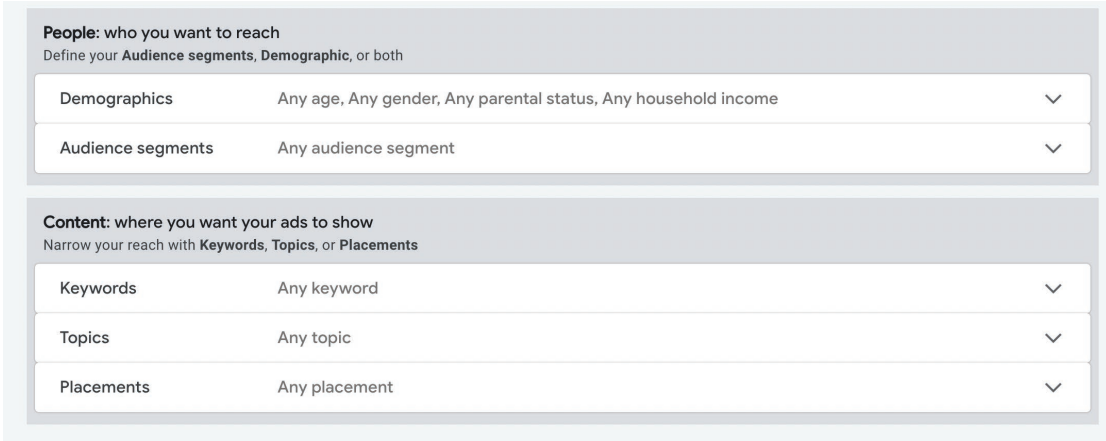 People: who you want to reach
Define your Audience segments, Demographic, or both
Demographics Any age, Any gender, Any parental status, Any household income
Audience segments Any audience segment
Content: where you want your ads to show
Narrow your reach with Keywords, Topics, or Placements
Keywords Any keyword
Topics Any topic
Placements Any placement